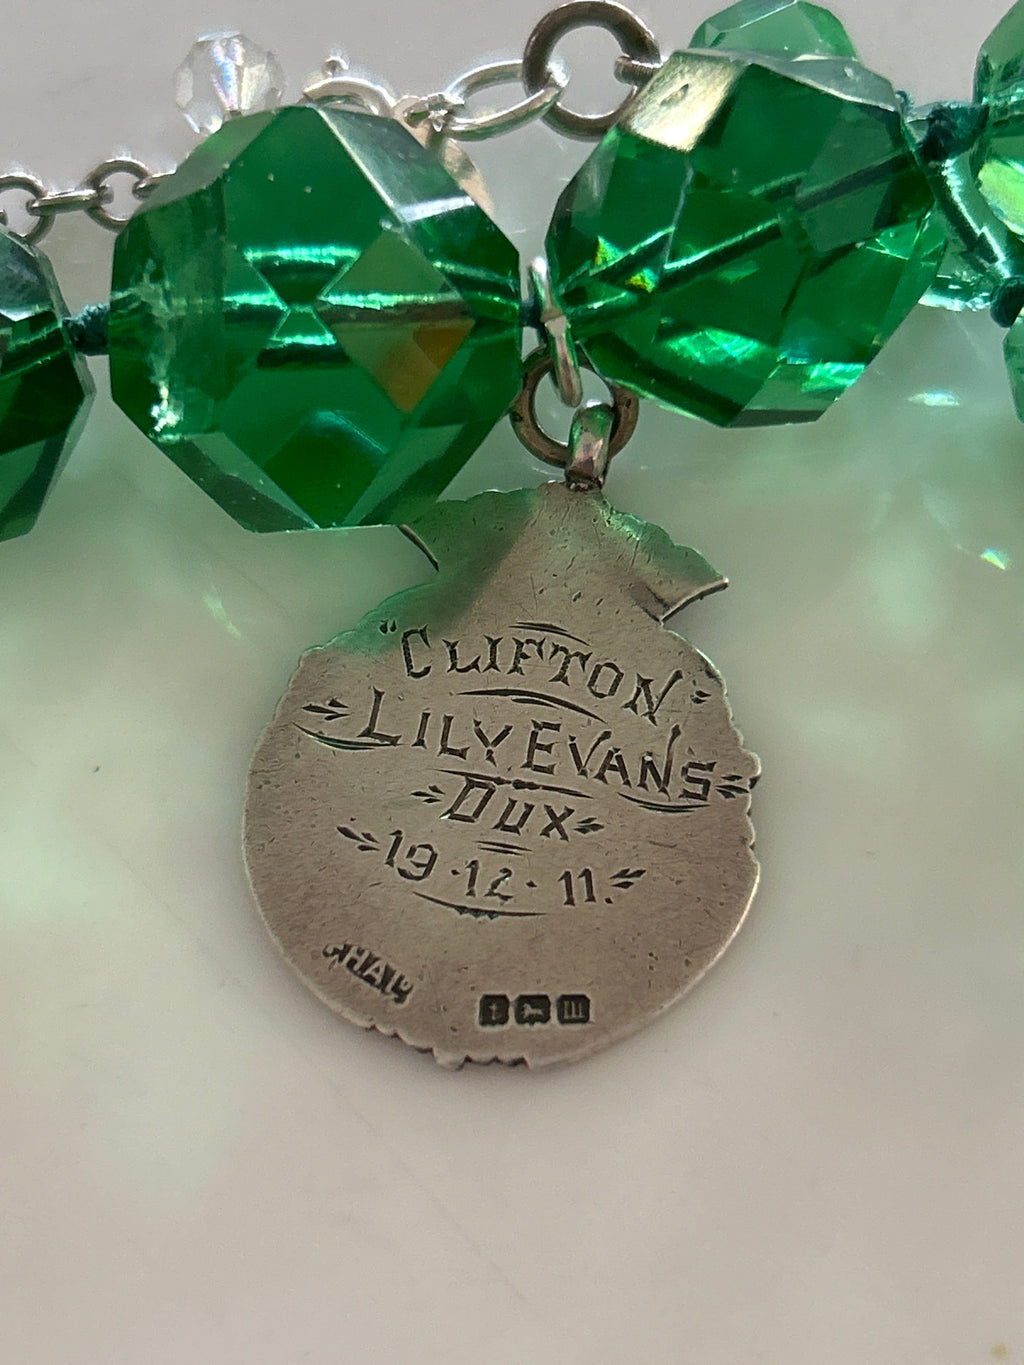 "CLIFTON"
LILY EVANS
DUX
19·12·11.